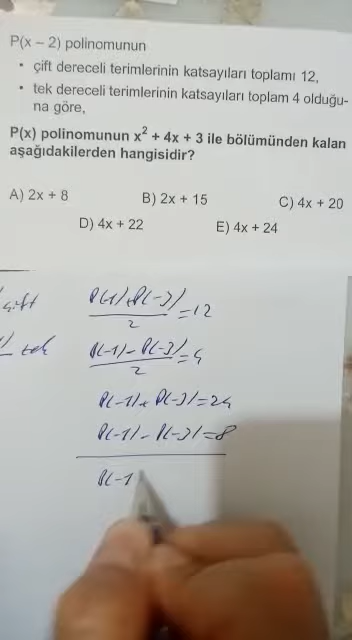 P(x – 2) polinomunun
• çift dereceli terimlerinin katsayıları toplamı 12,
• tek dereceli terimlerinin katsayıları toplam 4 olduğu-
na göre,
P(x) polinomunun x² + 4x + 3 ile bölümünden kalan
aşağıdakilerden hangisidir?
A) 2x + 8 B) 2x + 15 C) 4x + 20
D) 4x + 22 E) 4x + 24
çift P(-1)+P(-3)/2 = 12
tek P(-1)-P(-3)/2 = 4
P(-1)+P(-3)=24
P(-1)-P(-3)=8
P(-1